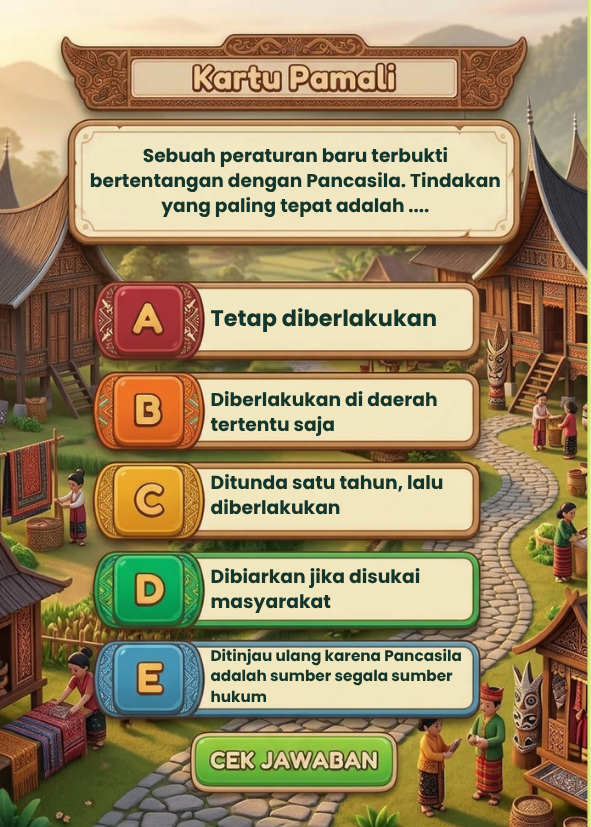 Kartu Pamali
Sebuah peraturan baru terbukti
bertentangan dengan Pancasila. Tindakan
yang paling tepat adalah ....
A
Tetap diberlakukan
B
Diberlakukan di daerah
tertentu saja
C
Ditunda satu tahun, lalu
diberlakukan
D
Dibiarkan jika disukai
masyarakat
E
Ditinjau ulang karena Pancasila
adalah sumber segala sumber
hukum
CEK JAWABAN